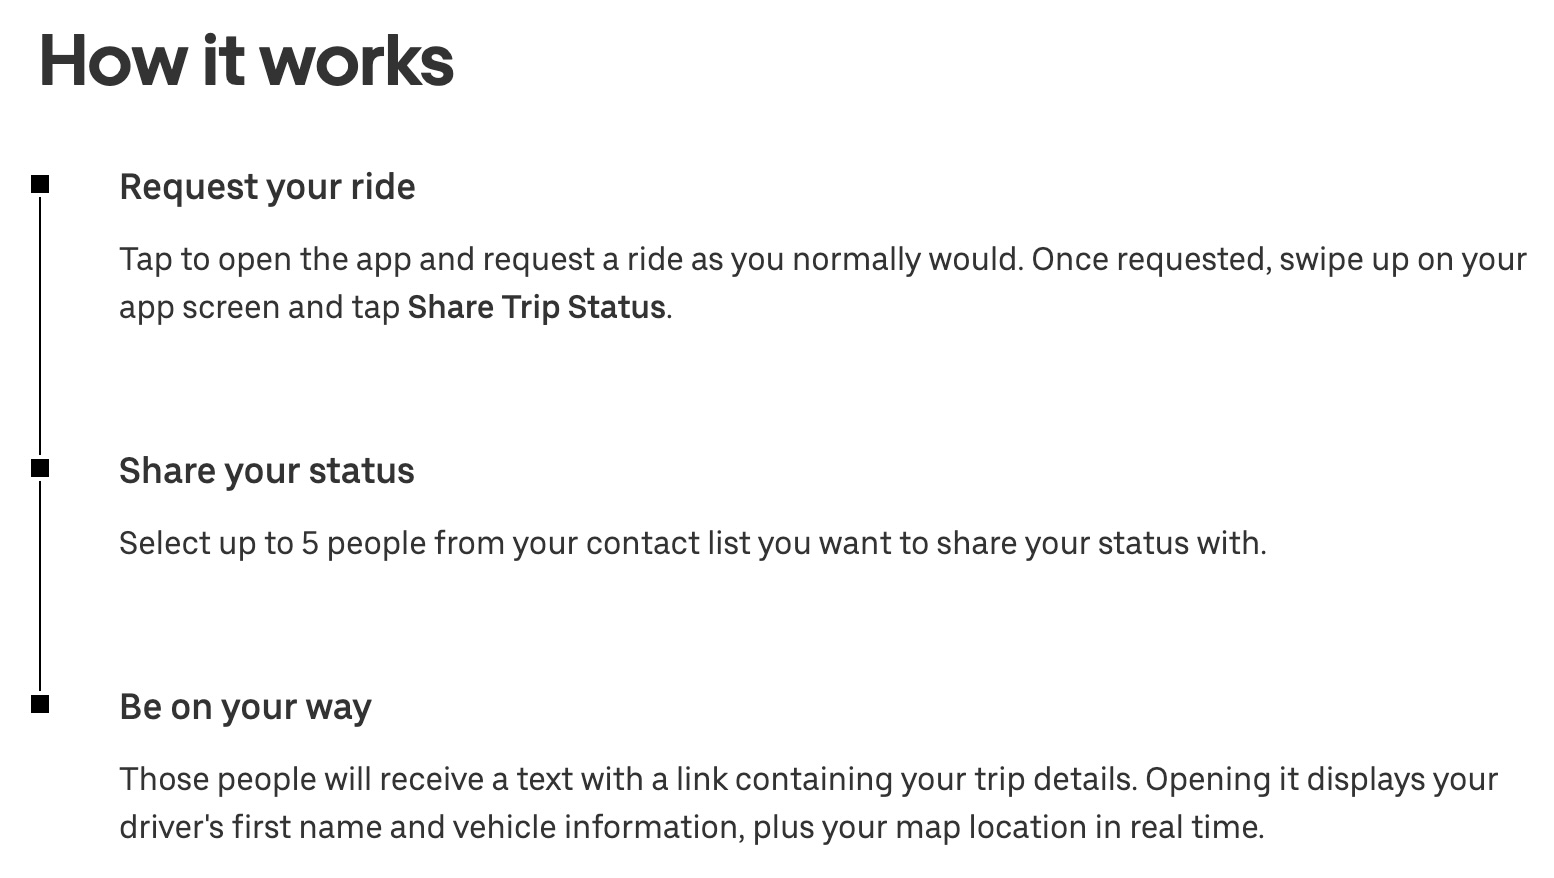 How it works
Request your ride
Tap to open the app and request a ride as you normally would. Once requested, swipe up on your
app screen and tap Share Trip Status.
Share your status
Select up to 5 people from your contact list you want to share your status with.
Be on your way
Those people will receive a text with a link containing your trip details. Opening it displays your
driver's first name and vehicle information, plus your map location in real time.